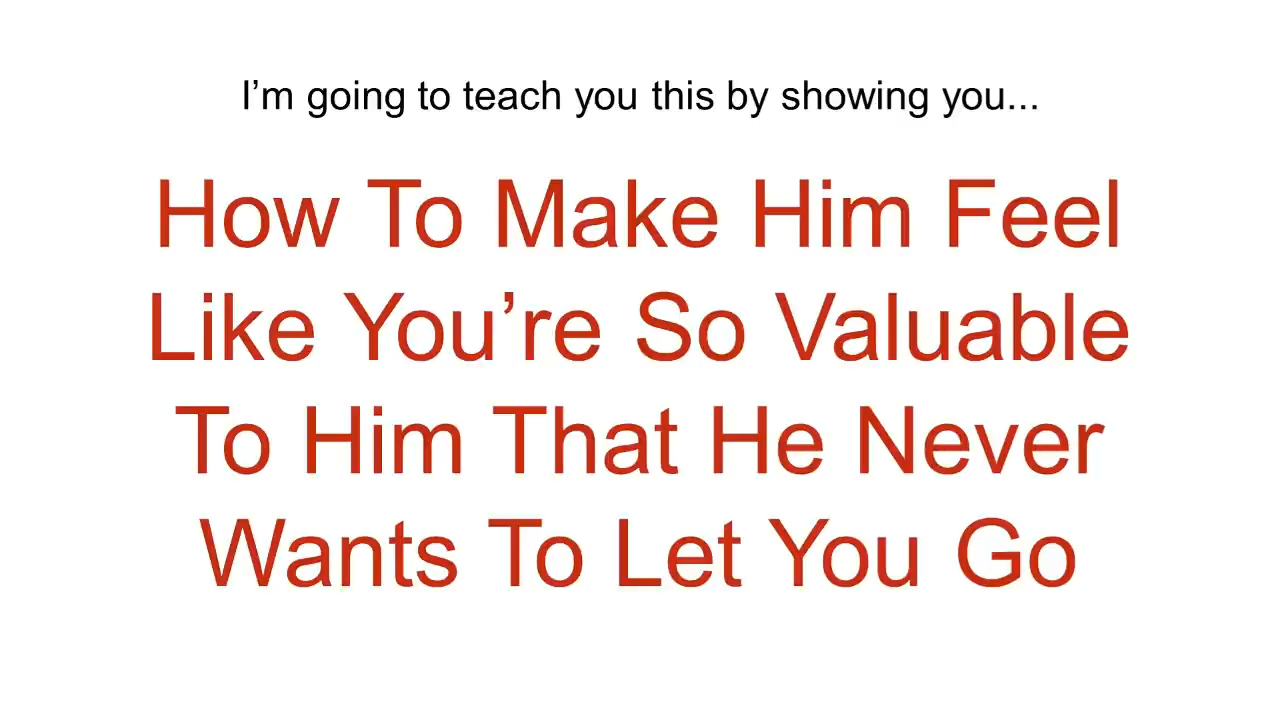 I’m going to teach you this by showing you...
How To Make Him Feel
Like You’re So Valuable
To Him That He Never
Wants To Let You Go